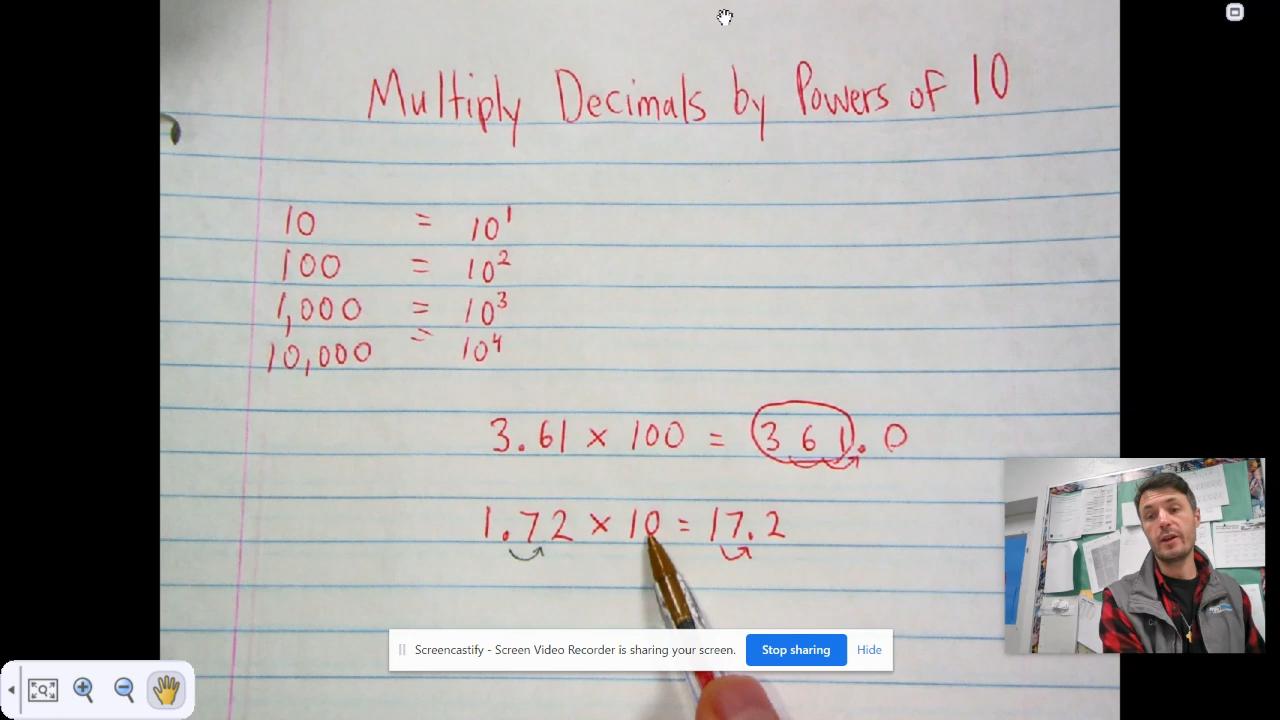 Multiply Decimals by Powers of 10
10 = 10¹
100 = 10²
1,000 = 10³
10,000 = 10⁴
3.61 × 100 = 361.0
1.72 × 10 = 17.2
Screencastify - Screen Video Recorder is sharing your screen. Stop sharing Hide